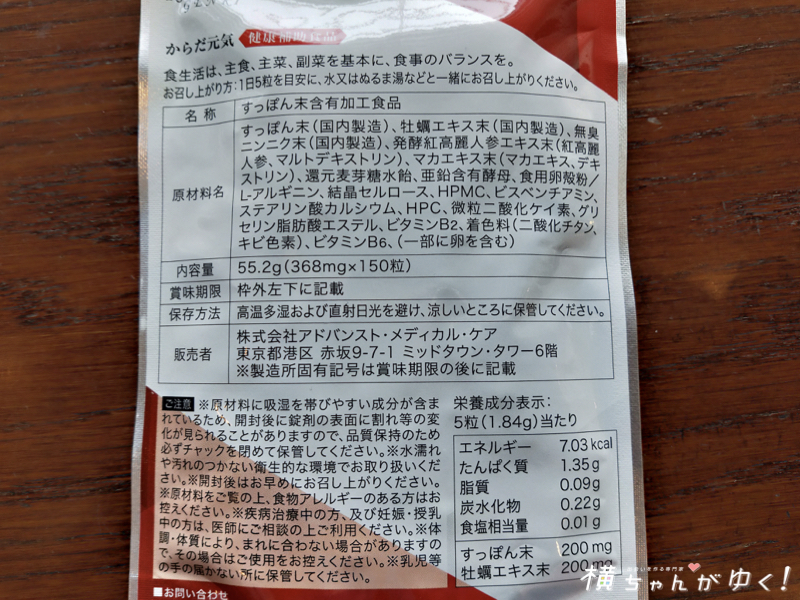 からだ元気 健康補助食品
食生活は、主食、主菜、副菜を基本に、食事のバランスを。
お召し上がり方:1日5粒を目安に、水又はぬるま湯などと一緒にお召し上がりください。
名称 すっぽん末含有加工食品
原材料名
すっぽん末(国内製造)、牡蠣エキス末(国内製造)、無臭
ニンニク末(国内製造)、発酵紅高麗人参エキス末(紅高麗
人参、マルトデキストリン)、マカエキス末(マカエキス、デキ
ストリン)、還元麦芽糖水飴、亜鉛含有酵母、食用卵殻粉/
L-アルギニン、結晶セルロース、HPMC、ビスベンチアミン、
ステアリン酸カルシウム、HPC、微粒二酸化ケイ素、グリ
セリン脂肪酸エステル、ビタミンB2、着色料(二酸化チタン、
キビ色素)、ビタミンB6、(一部に卵を含む)
内容量 55.2g(368mg×150粒)
賞味期限 枠外左下に記載
保存方法 高温多湿および直射日光を避け、涼しいところに保管してください。
販売者
株式会社アドバンスト・メディカル・ケア
東京都港区 赤坂9-7-1 ミッドタウン・タワー6階
※製造所固有記号は賞味期限の後に記載
ご注意 ※原材料に吸湿を帯びやすい成分が含ま
れているため、開封後に錠剤の表面に割れ等の変
化が見られることがありますので、品質保持のため
必ずチャックを閉めて保管してください。※水濡れ
や汚れのつかない衛生的な環境でお取り扱いくだ
さい。※開封後はお早めにお召し上がりください。
※原材料をご覧の上、食物アレルギーのある方はお
控えください。※疾病治療中の方、及び妊娠・授乳
中の方は、医師にご相談の上ご利用ください。※体
調・体質により、まれに合わない場合がありますの
で、その場合はご使用をお控えください。※乳児等
の手の届かない所に保管してください。
■お問い合わせ
栄養成分表示:
5粒(1.84g)当たり
エネルギー 7.03 kcal
たんぱく質 1.35g
脂質 0.09g
炭水化物 0.22g
食塩相当量 0.01g
すっぽん末 200mg
牡蠣エキス末 200mg
横ちゃんがゆく!